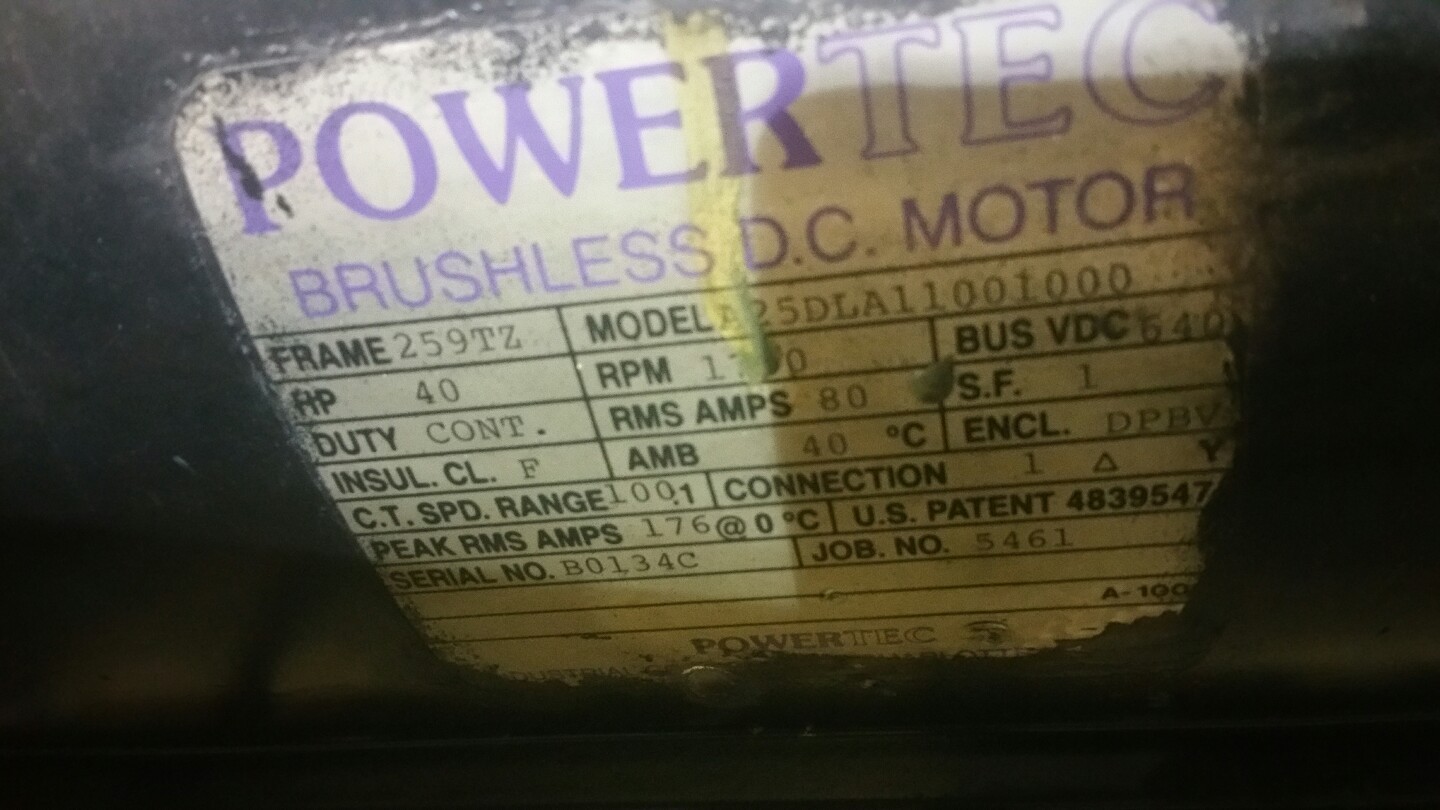 POWERTEC
BRUSHLESS D.C. MOTOR
FRAME 259TZ MODEL
HP 40 RPM BUS VDC 640
DUTY CONT. RMS AMPS 80 S.F. 1
INSUL. CL. F AMB 40 °C ENCL. DPBV
C.T. SPD. RANGE 100:1 CONNECTION 1 Δ Y
PEAK RMS AMPS 176 @ 0 °C U.S. PATENT 4839547
SERIAL NO. B0134C JOB. NO. 5461
A-100
POWERTEC